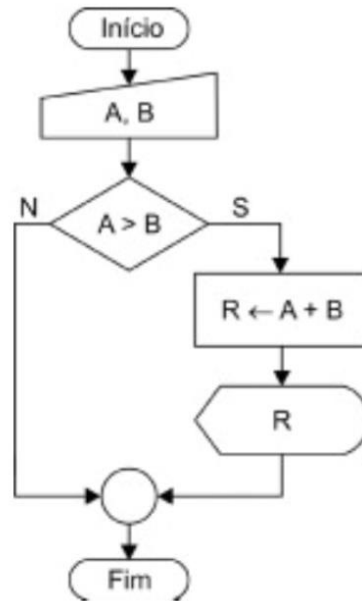 Início
A, B
N
S
A > B
R ← A + B
R
Fim